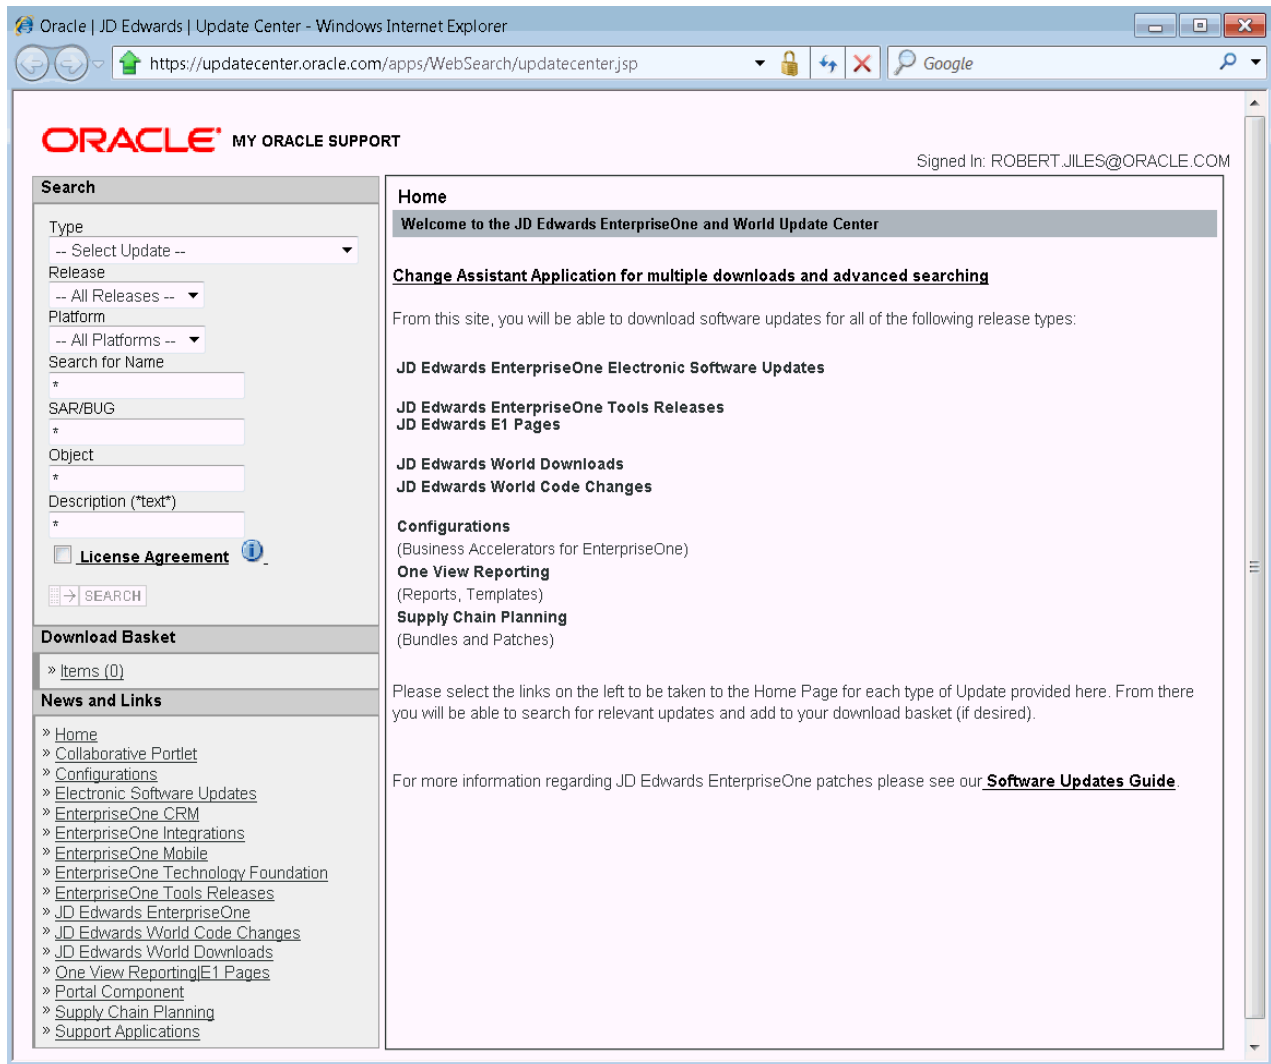 Oracle | JD Edwards | Update Center - Windows Internet Explorer
https://updatecenter.oracle.com/apps/WebSearch/updatecenter.jsp
Google
ORACLE® MY ORACLE SUPPORT
Signed In: ROBERT.JILES@ORACLE.COM
Search
Type
-- Select Update --
Release
-- All Releases --
Platform
-- All Platforms --
Search for Name
*
SAR/BUG
*
Object
*
Description (*text*)
*
License Agreement
SEARCH
Download Basket
» Items (0)
News and Links
» Home
» Collaborative Portlet
» Configurations
» Electronic Software Updates
» EnterpriseOne CRM
» EnterpriseOne Integrations
» EnterpriseOne Mobile
» EnterpriseOne Technology Foundation
» EnterpriseOne Tools Releases
» JD Edwards EnterpriseOne
» JD Edwards World Code Changes
» JD Edwards World Downloads
» One View Reporting|E1 Pages
» Portal Component
» Supply Chain Planning
» Support Applications
Home
Welcome to the JD Edwards EnterpriseOne and World Update Center
Change Assistant Application for multiple downloads and advanced searching
From this site, you will be able to download software updates for all of the following release types:
JD Edwards EnterpriseOne Electronic Software Updates
JD Edwards EnterpriseOne Tools Releases
JD Edwards E1 Pages
JD Edwards World Downloads
JD Edwards World Code Changes
Configurations
(Business Accelerators for EnterpriseOne)
One View Reporting
(Reports, Templates)
Supply Chain Planning
(Bundles and Patches)
Please select the links on the left to be taken to the Home Page for each type of Update provided here. From there
you will be able to search for relevant updates and add to your download basket (if desired).
For more information regarding JD Edwards EnterpriseOne patches please see our Software Updates Guide.